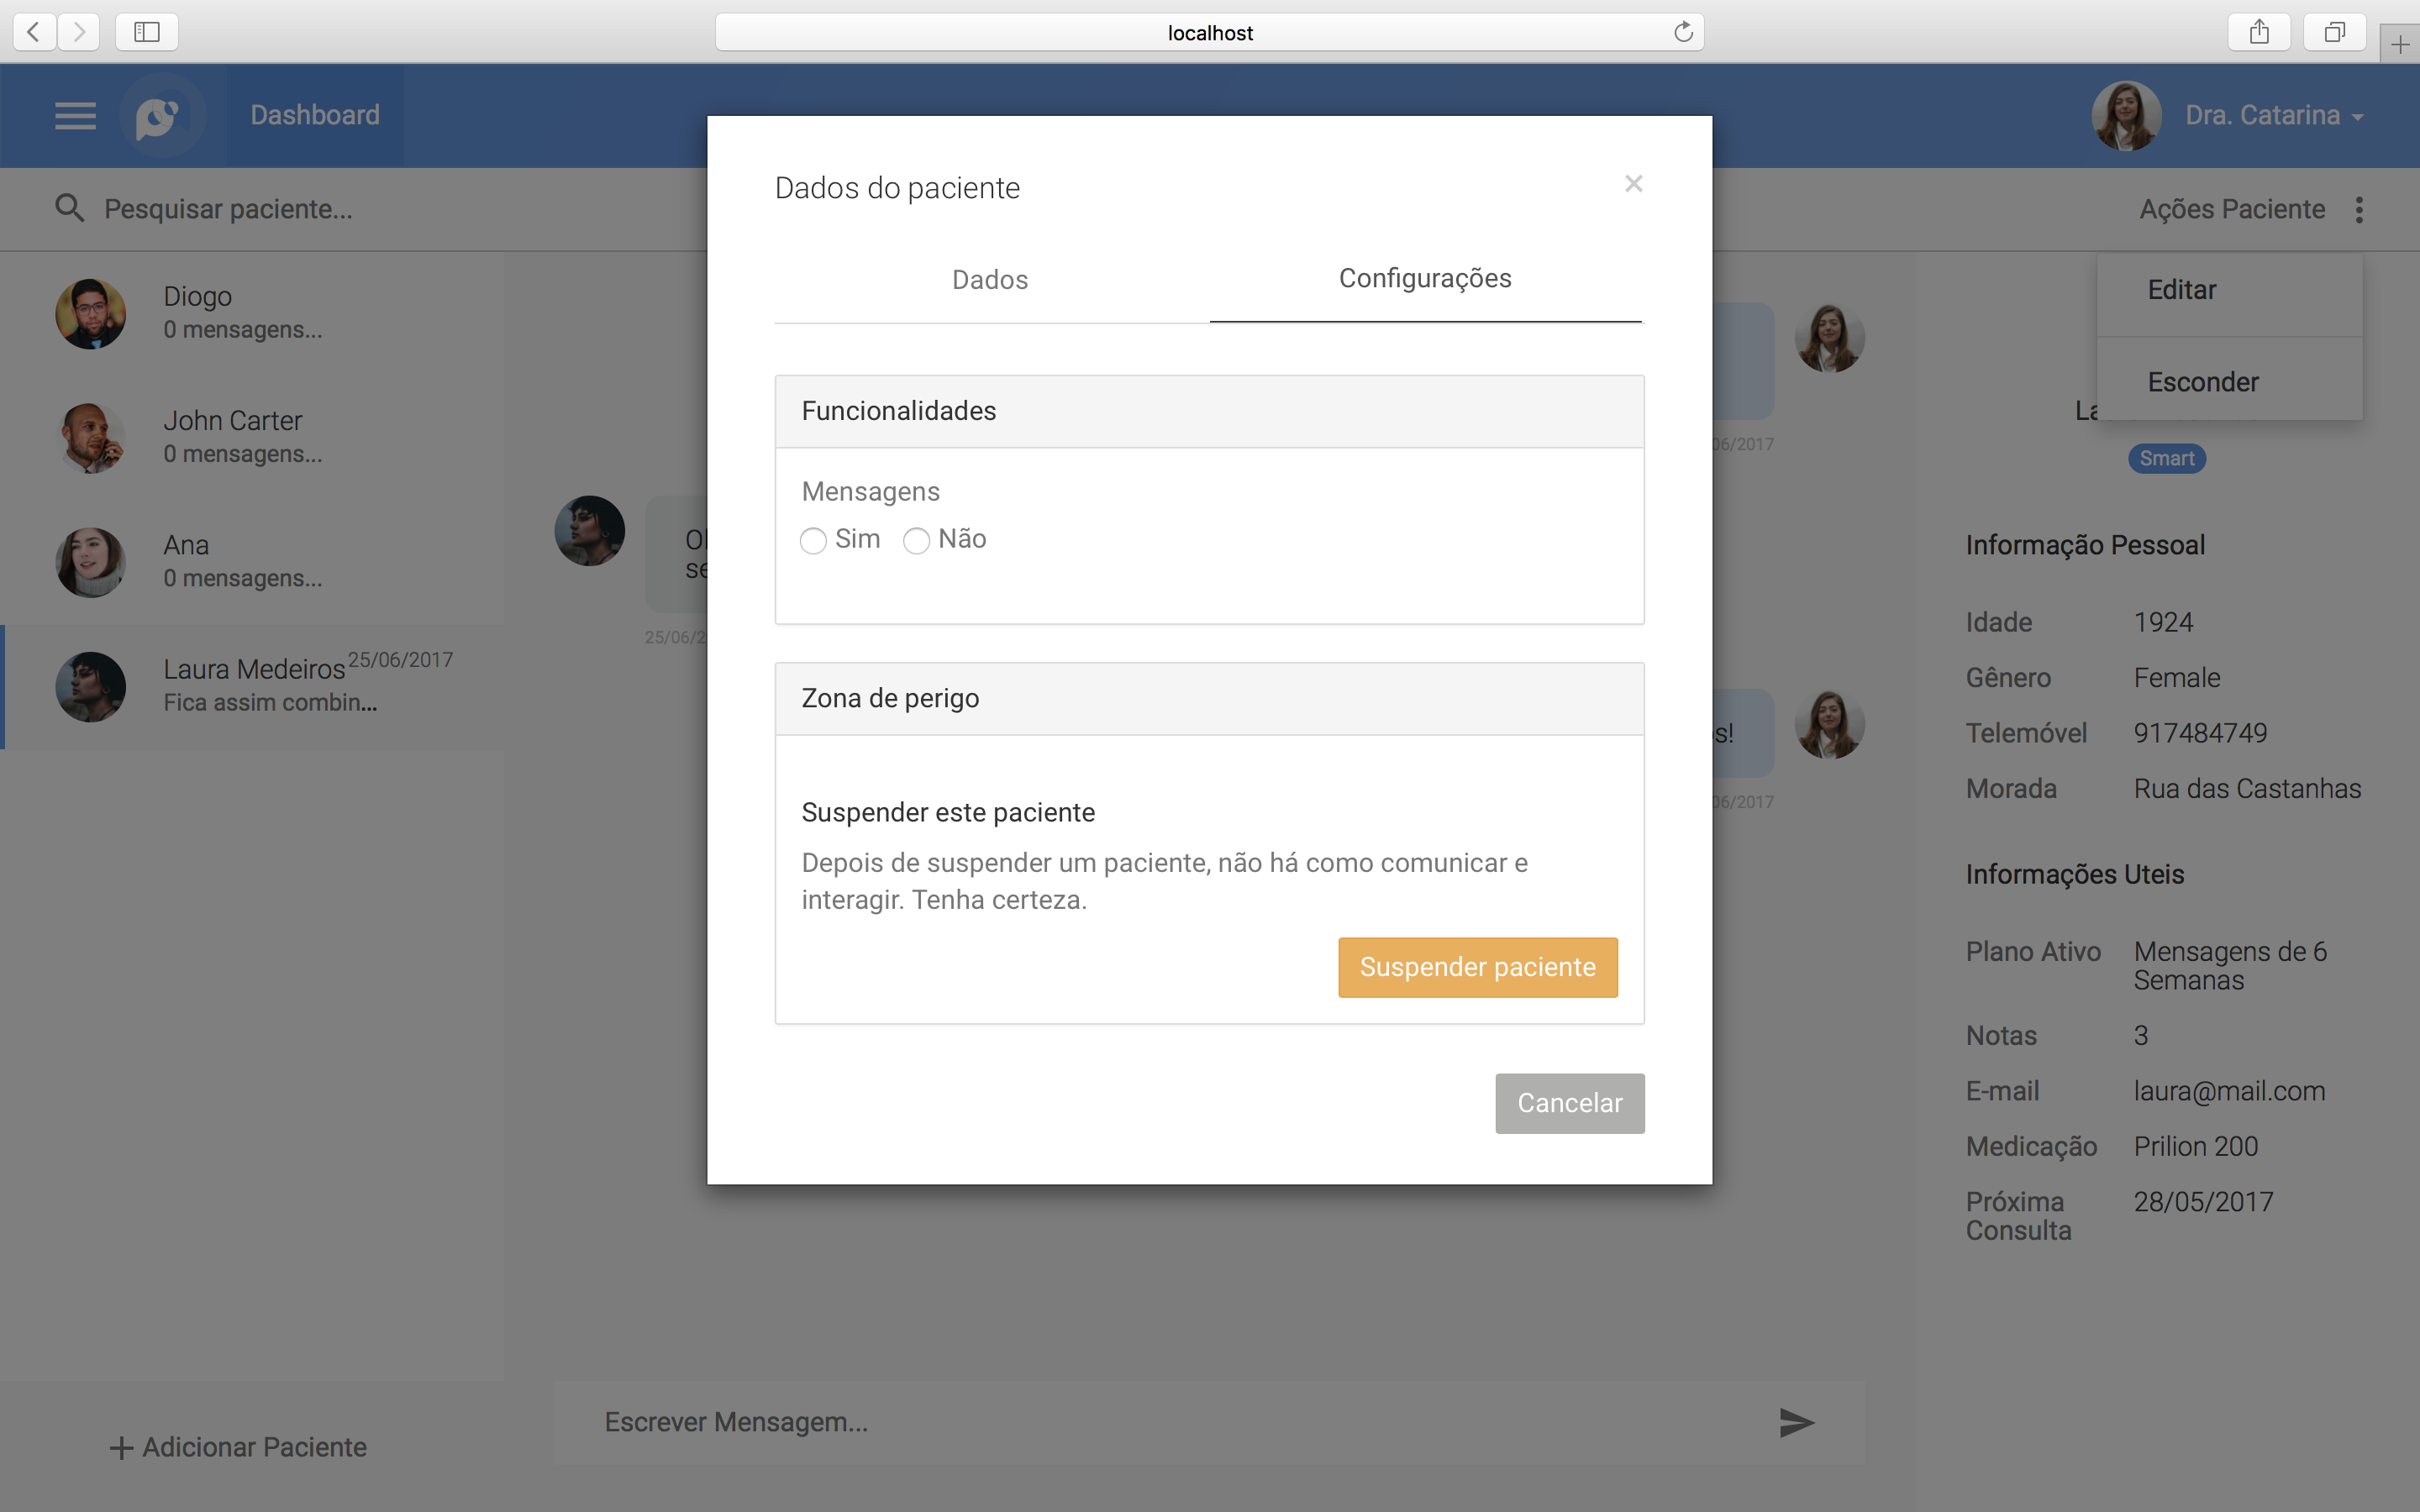 localhost
Dashboard
Dra. Catarina
Pesquisar paciente...
Ações Paciente
Editar
Esconder
Diogo
0 mensagens...
John Carter
0 mensagens...
Ana
0 mensagens...
Laura Medeiros 25/06/2017
Fica assim combin...
+ Adicionar Paciente
25/06/2
06/2017
s!
06/2017
Escrever Mensagem...
Dados do paciente
×
Dados
Configurações
Funcionalidades
Mensagens
Sim
Não
Zona de perigo
Suspender este paciente
Depois de suspender um paciente, não há como comunicar e
interagir. Tenha certeza.
Suspender paciente
Cancelar
La
Smart
Informação Pessoal
Idade 1924
Gênero Female
Telemóvel 917484749
Morada Rua das Castanhas
Informações Uteis
Plano Ativo Mensagens de 6
Semanas
Notas 3
E-mail laura@mail.com
Medicação Prilion 200
Próxima 28/05/2017
Consulta